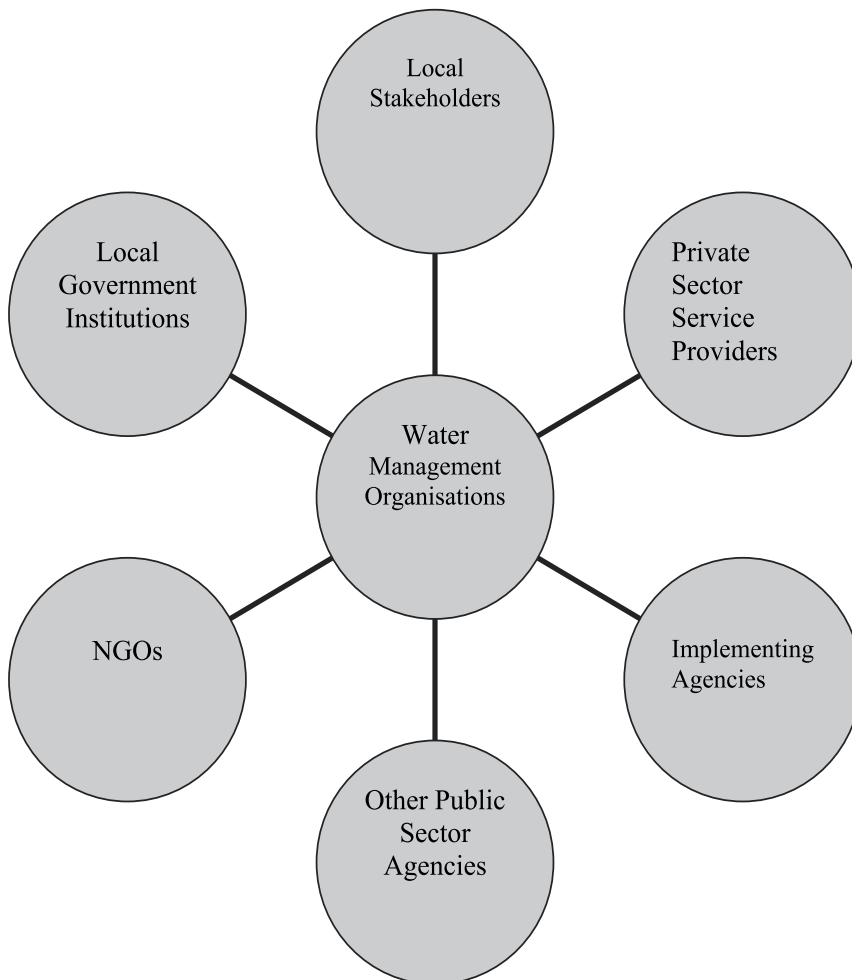 Local
Stakeholders
Local
Government
Institutions
Private
Sector
Service
Providers
Water
Management
Organisations
NGOs
Implementing
Agencies
Other Public
Sector
Agencies